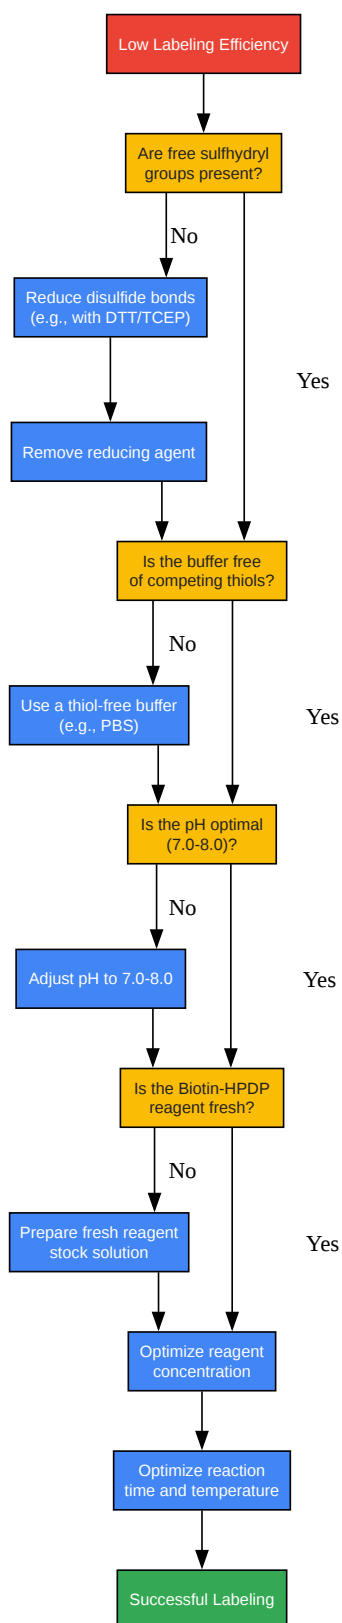 Low Labeling Efficiency
Are free sulfhydryl
groups present?
No
Reduce disulfide bonds
(e.g., with DTT/TCEP)
Yes
Remove reducing agent
Is the buffer free
of competing thiols?
No
Use a thiol-free buffer
(e.g., PBS)
Yes
Is the pH optimal
(7.0-8.0)?
No
Adjust pH to 7.0-8.0
Yes
Is the Biotin-HPDP
reagent fresh?
No
Prepare fresh reagent
stock solution
Yes
Optimize reagent
concentration
Optimize reaction
time and temperature
Successful Labeling